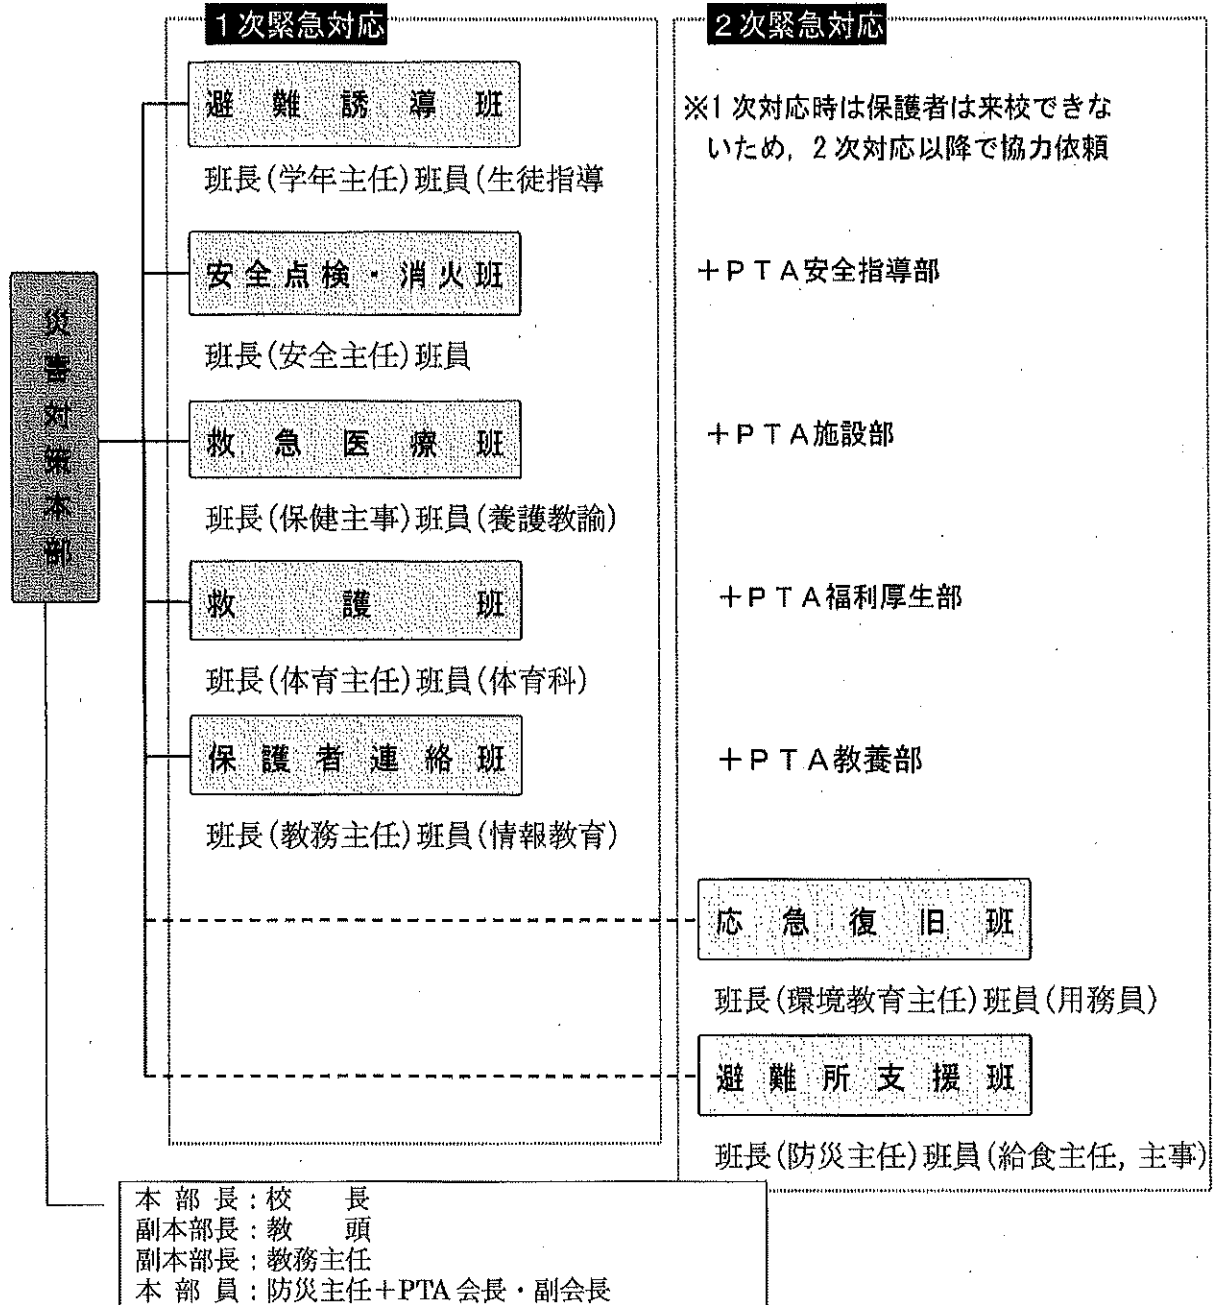 1次緊急対応
2次緊急対応
避難誘導班
※1次対応時は保護者は来校できな
いため，2次対応以降で協力依頼
班長(学年主任)班員(生徒指導
安全点検・消火班
＋PTA安全指導部
班長(安全主任)班員
災害対策本部
救急医療班
＋PTA施設部
班長(保健主事)班員(養護教諭)
救護班
＋PTA福利厚生部
班長(体育主任)班員(体育科)
保護者連絡班
＋PTA教養部
班長(教務主任)班員(情報教育)
応急復旧班
班長(環境教育主任)班員(用務員)
避難所支援班
班長(防災主任)班員(給食主任，主事)
本部長：校　長
副本部長：教　頭
副本部長：教務主任
本部員：防災主任＋PTA会長・副会長